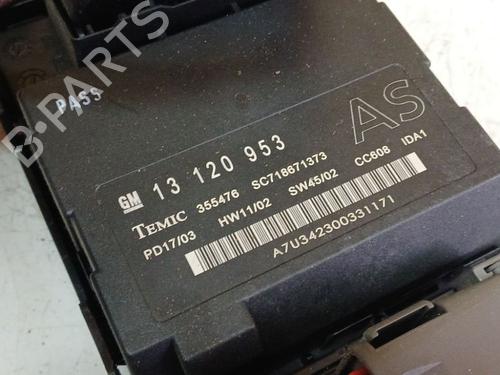 B-PARTS
PASS
AS
GM 13 120 953
TEMIC 355476 SC718671373
PD17/03 HW11/02 SW45/02 CC608 IDA1
A7U342300331171